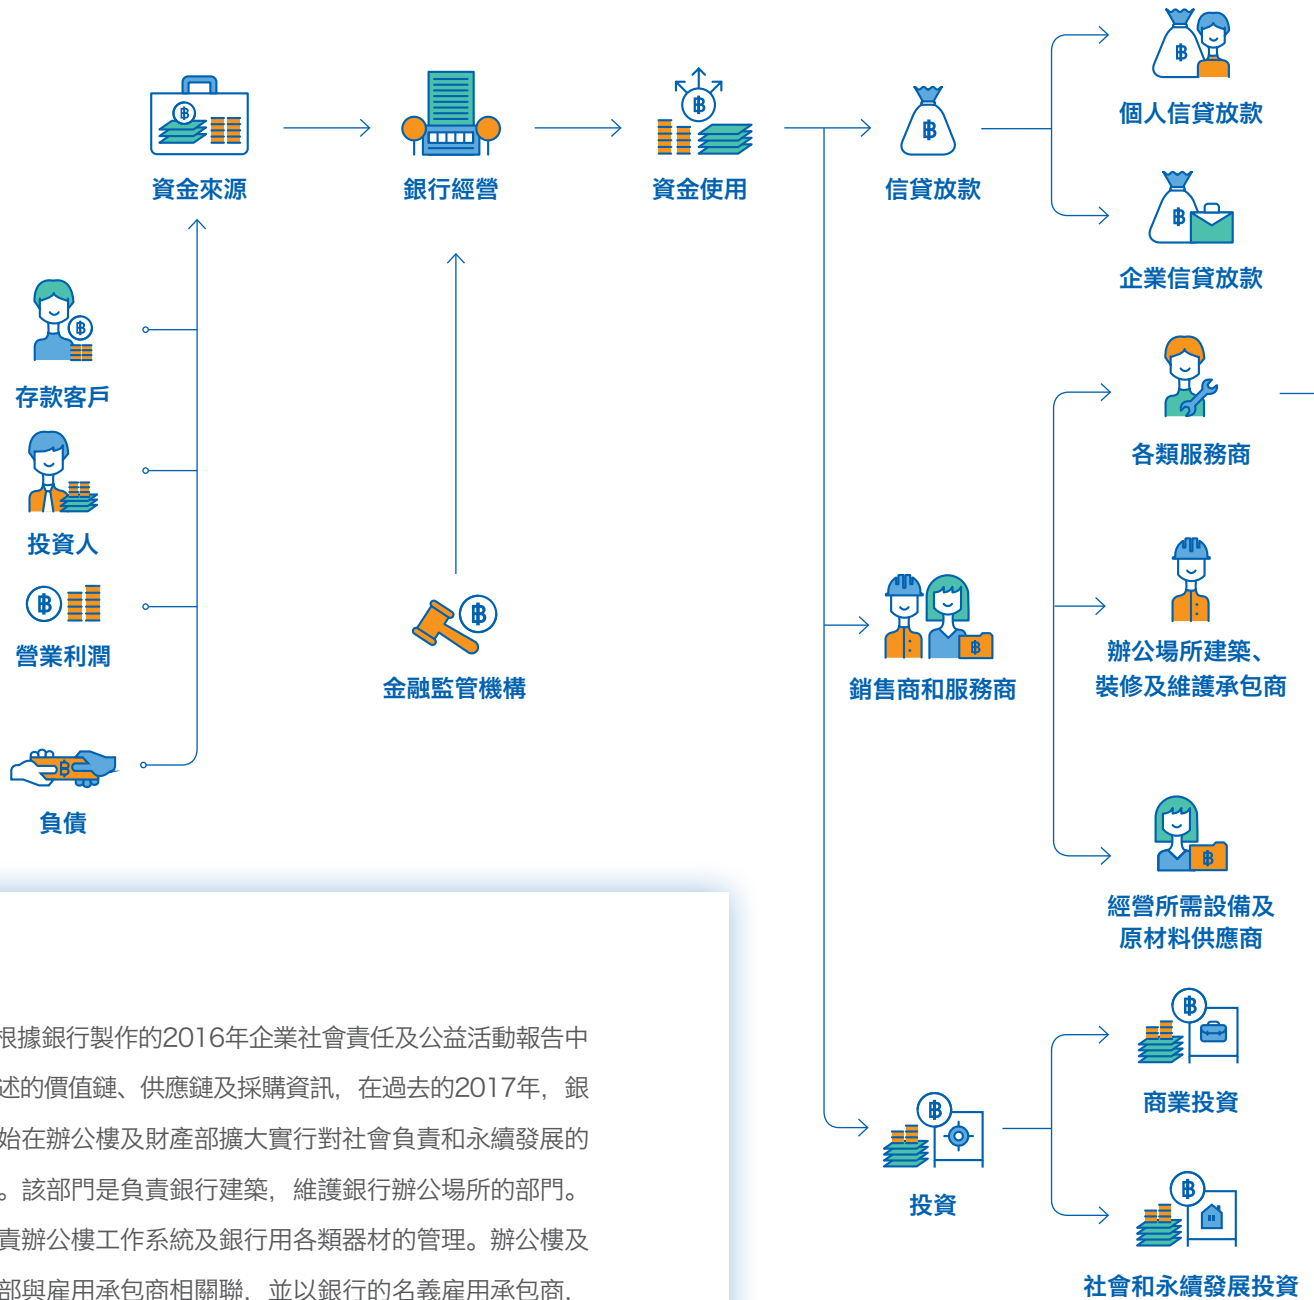 個人信貸放款
資金來源
銀行經營
資金使用
信貸放款
企業信貸放款
存款客戶
各類服務商
投資人
營業利潤
金融監管機構
銷售商和服務商
辦公場所建築、
裝修及維護承包商
負債
經營所需設備及
原材料供應商
商業投資
投資
社會和永續發展投資
根據銀行製作的2016年企業社會責任及公益活動報告中
述的價值鏈、供應鏈及採購資訊，在過去的2017年，銀
始在辦公樓及財產部擴大實行對社會負責和永續發展的
。該部門是負責銀行建築，維護銀行辦公場所的部門。
責辦公樓工作系統及銀行用各類器材的管理。辦公樓及
部與雇用承包商相關聯，並以銀行的名義雇用承包商，